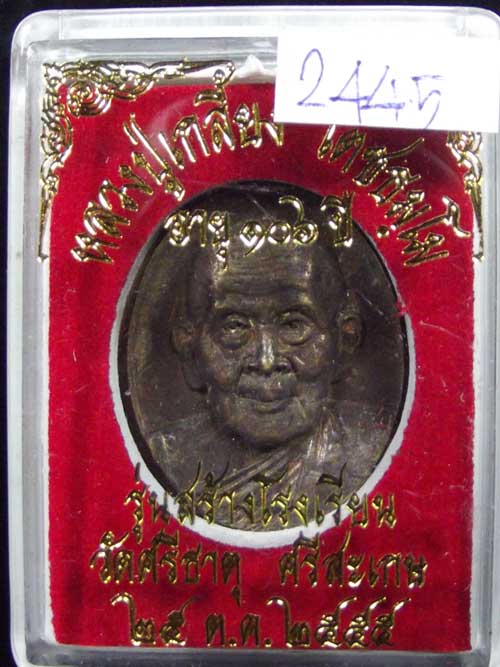 2445
หลวงปู่เกลี้ยง เตชธมฺโม
อายุ ๑๐๖ ปี
รุ่นสร้างโรงเรียน
วัดศรีธาตุ ศรีสะเกษ
๒๕ ต.ค. ๒๕๕๕